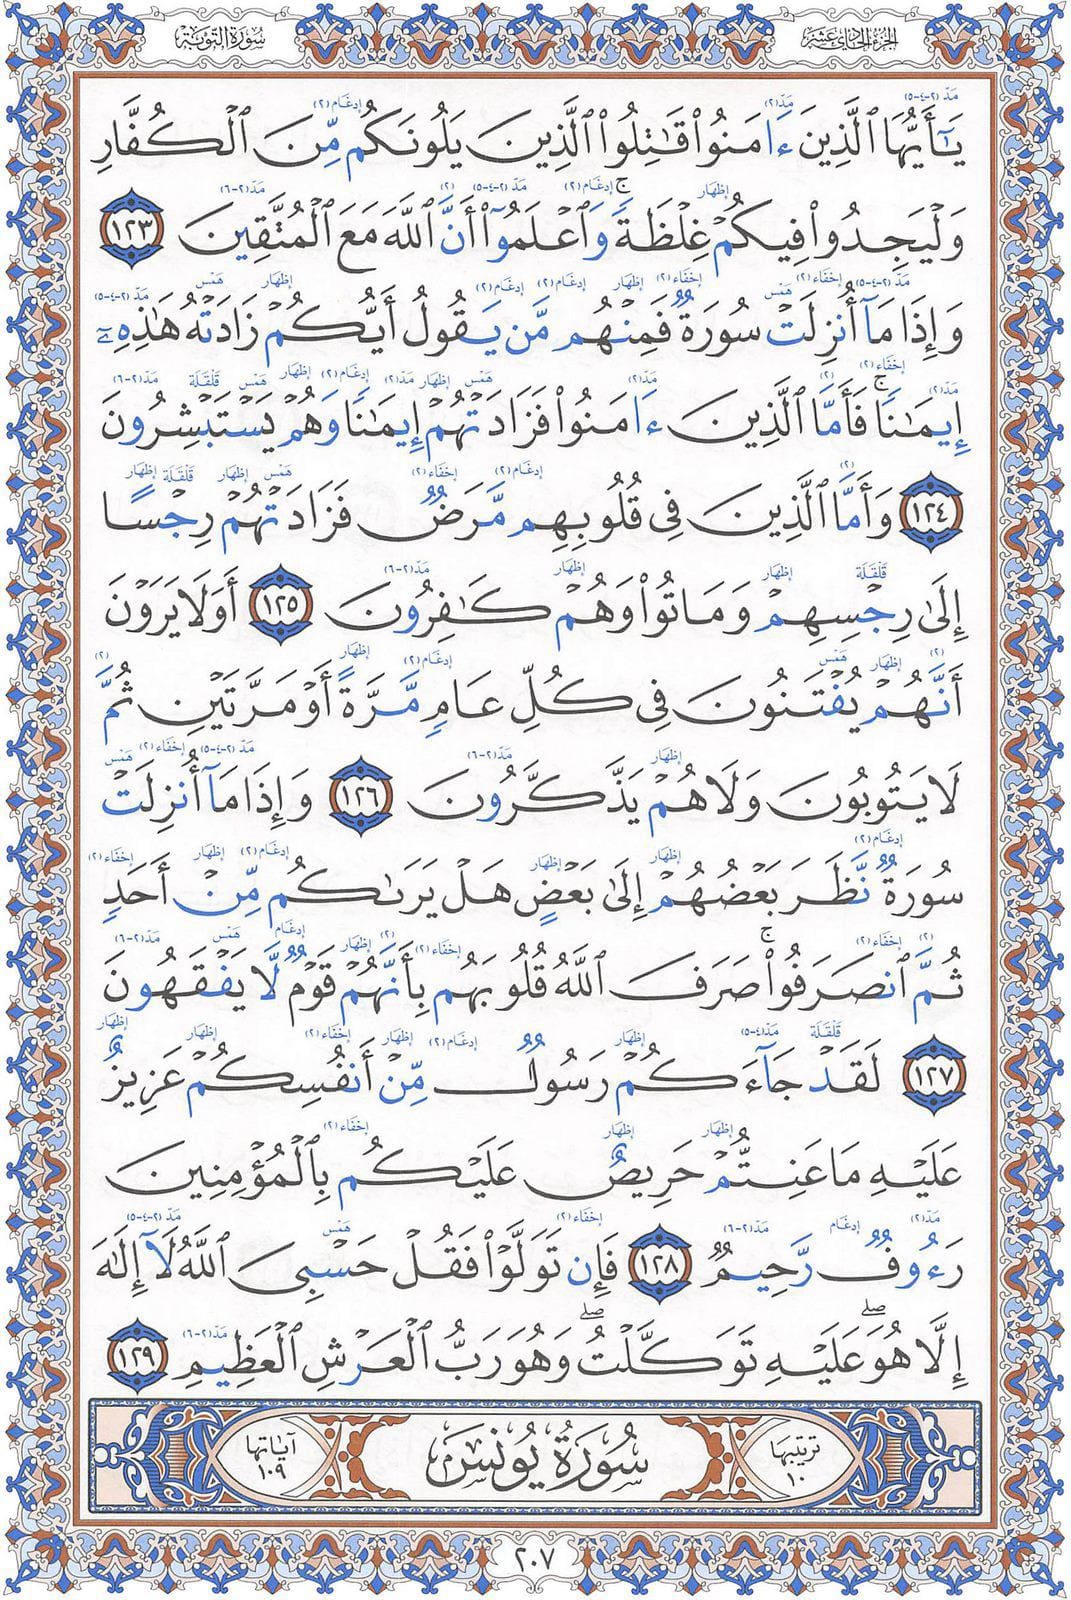 الجزء الحادي عشر
سورة التوبة
يَٰٓأَيُّهَا ٱلَّذِينَ ءَامَنُواْ قَٰتِلُواْ ٱلَّذِينَ يَلُونَكُم مِّنَ ٱلۡكُفَّارِ
وَلۡيَجِدُواْ فِيكُمۡ غِلۡظَةٗۚ وَٱعۡلَمُوٓاْ أَنَّ ٱللَّهَ مَعَ ٱلۡمُتَّقِينَ ١٢٣
وَإِذَا مَآ أُنزِلَتۡ سُورَةٞ فَمِنۡهُم مَّن يَقُولُ أَيُّكُمۡ زَادَتۡهُ هَٰذِهِۦٓ
إِيمَٰنٗاۚ فَأَمَّا ٱلَّذِينَ ءَامَنُواْ فَزَادَتۡهُمۡ إِيمَٰنٗا وَهُمۡ يَسۡتَبۡشِرُونَ
١٢٤ وَأَمَّا ٱلَّذِينَ فِي قُلُوبِهِم مَّرَضٞ فَزَادَتۡهُمۡ رِجۡسًا
إِلَىٰ رِجۡسِهِمۡ وَمَاتُواْ وَهُمۡ كَٰفِرُونَ ١٢٥ أَوَلَا يَرَوۡنَ
أَنَّهُمۡ يُفۡتَنُونَ فِي كُلِّ عَامٖ مَّرَّةً أَوۡ مَرَّتَيۡنِ ثُمَّ
لَا يَتُوبُونَ وَلَا هُمۡ يَذَّكَّرُونَ ١٢٦ وَإِذَا مَآ أُنزِلَتۡ
سُورَةٞ نَّظَرَ بَعۡضُهُمۡ إِلَىٰ بَعۡضٍ هَلۡ يَرَىٰكُم مِّنۡ أَحَدٖ
ثُمَّ ٱنصَرَفُواْۚ صَرَفَ ٱللَّهُ قُلُوبَهُم بِأَنَّهُمۡ قَوۡمٞ لَّا يَفۡقَهُونَ
١٢٧ لَقَدۡ جَآءَكُمۡ رَسُولٞ مِّنۡ أَنفُسِكُمۡ عَزِيزٌ
عَلَيۡهِ مَا عَنِتُّمۡ حَرِيصٌ عَلَيۡكُم بِٱلۡمُؤۡمِنِينَ
رَءُوفٞ رَّحِيمٞ ١٢٨ فَإِن تَوَلَّوۡاْ فَقُلۡ حَسۡبِيَ ٱللَّهُ لَآ إِلَٰهَ
إِلَّا هُوَۖ عَلَيۡهِ تَوَكَّلۡتُۖ وَهُوَ رَبُّ ٱلۡعَرۡشِ ٱلۡعَظِيمِ ١٢٩
ترتيبها ١٠
سُورَةُ يُونُسَ
آياتها ١٠٩
٢٠٧